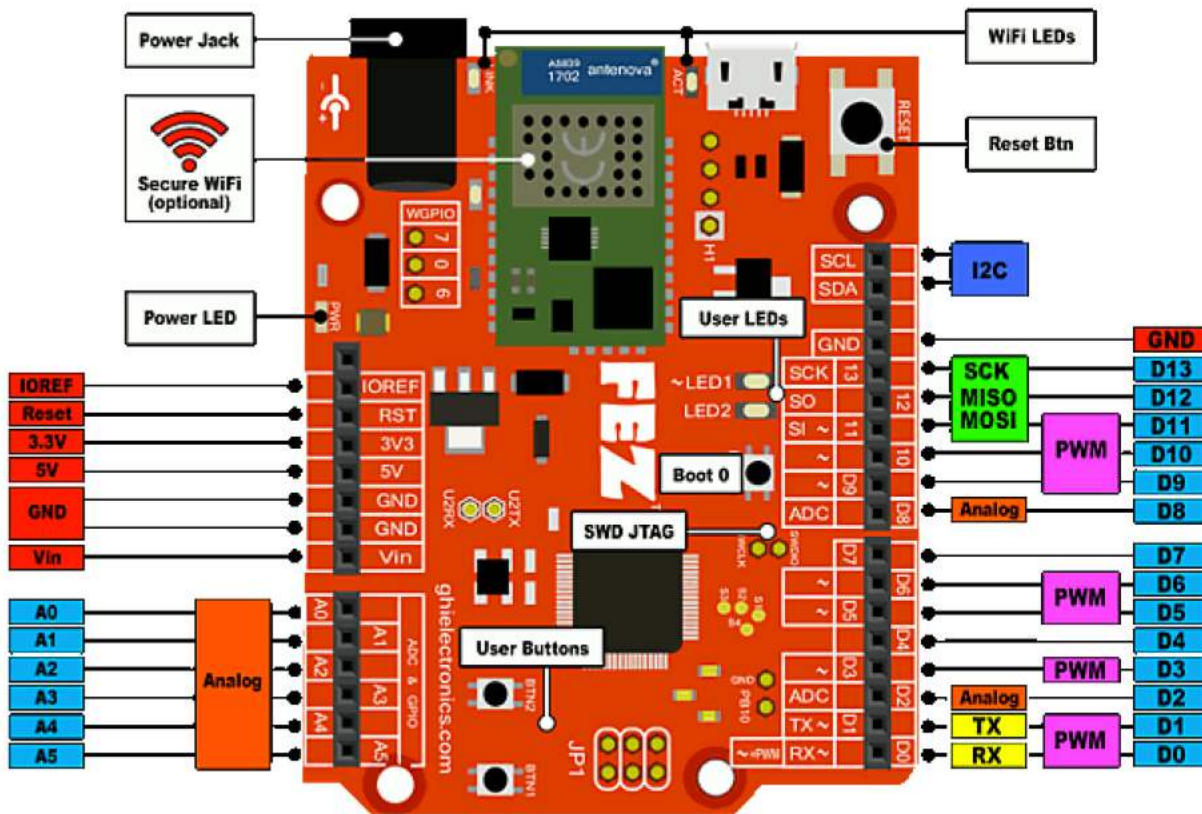 Power Jack
WiFi LEDs
LINK
A5839
1702 antenova®
ACT
RESET
Reset Btn
Secure WiFi
(optional)
WGPIO
7
0
6
H1
Power LED
PWR
User LEDs
SCL
SDA
I2C
GND
GND
IOREF
Reset
3.3V
5V
GND
Vin
IOREF
RST
3V3
5V
GND
GND
Vin
~LED1
LED2
FEZ
Boot 0
U2RX
U2TX
SWD JTAG
SWCLK
SWDIO
SCK 13
SO 12
SI ~ 11
~ 10
~ D9
ADC D8
SCK
MISO
MOSI
PWM
Analog
D13
D12
D11
D10
D9
D8
D7
~ D6
~ D5
D4
~ D3
ADC D2
TX~ D1
~=PWM RX~ D0
PWM
PWM
Analog
TX
RX
PWM
D7
D6
D5
D4
D3
D2
D1
D0
A0
A1
A2
A3
A4
A5
Analog
A0
A1
A2
A3
A4
A5
ADC & GPIO
ghielectronics.com
User Buttons
BTN2
BTN1
JP1
GND
PB10